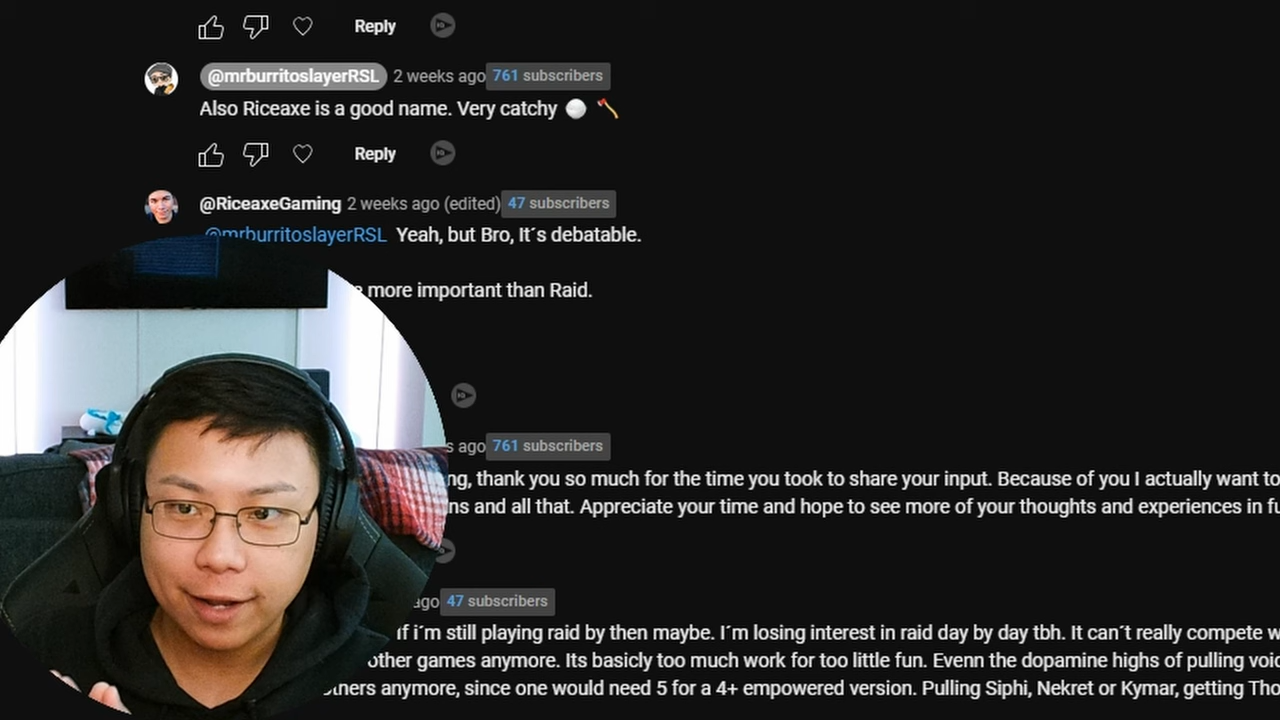 Reply
@mrburritoslayerRSL 2 weeks ago 761 subscribers
Also Riceaxe is a good name. Very catchy
Reply
@RiceaxeGaming 2 weeks ago (edited) 47 subscribers
@mrburritoslayerRSL Yeah, but Bro, It´s debatable.
more important than Raid.
ago 761 subscribers
thank you so much for the time you took to share your input. Because of you I actually want to
and all that. Appreciate your time and hope to see more of your thoughts and experiences in
ago 47 subscribers
if i´m still playing raid by then maybe. I´m losing interest in raid day by day tbh. It can´t really compete
other games anymore. Its basicly too much work for too little fun. Evenn the dopamine highs of pulling
anymore, since one would need 5 for a 4+ empowered version. Pulling Siphi, Nekret or Kymar, getting